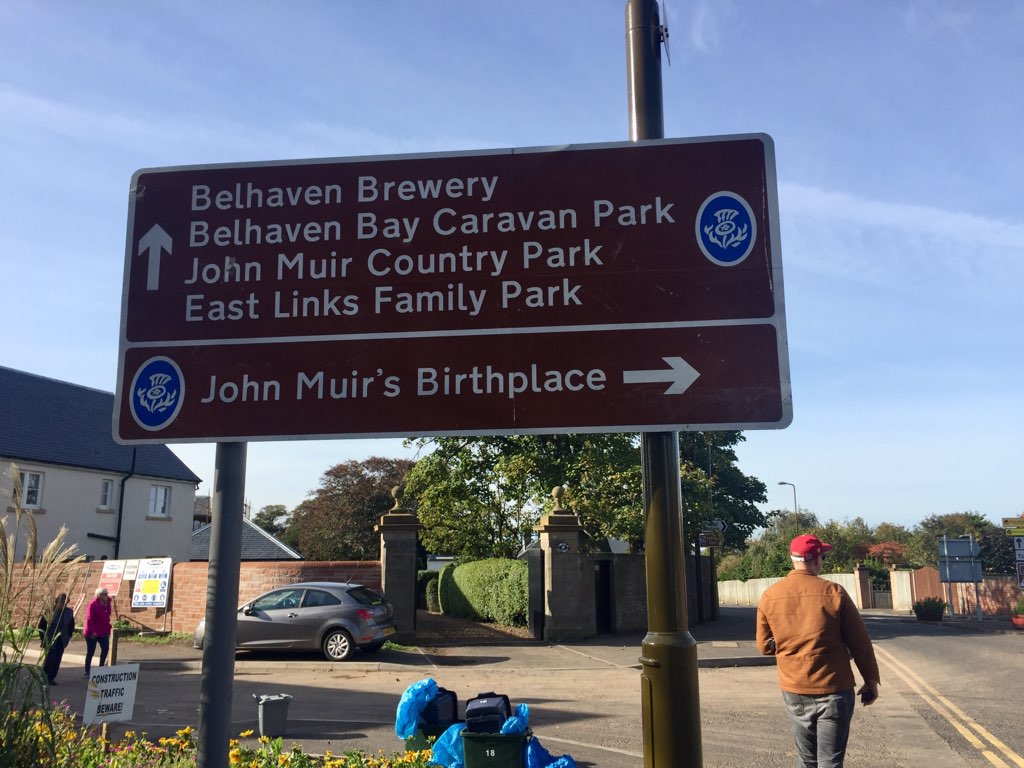 Belhaven Brewery
Belhaven Bay Caravan Park
John Muir Country Park
East Links Family Park
John Muir's Birthplace
CONSTRUCTION
TRAFFIC
BEWARE!
18